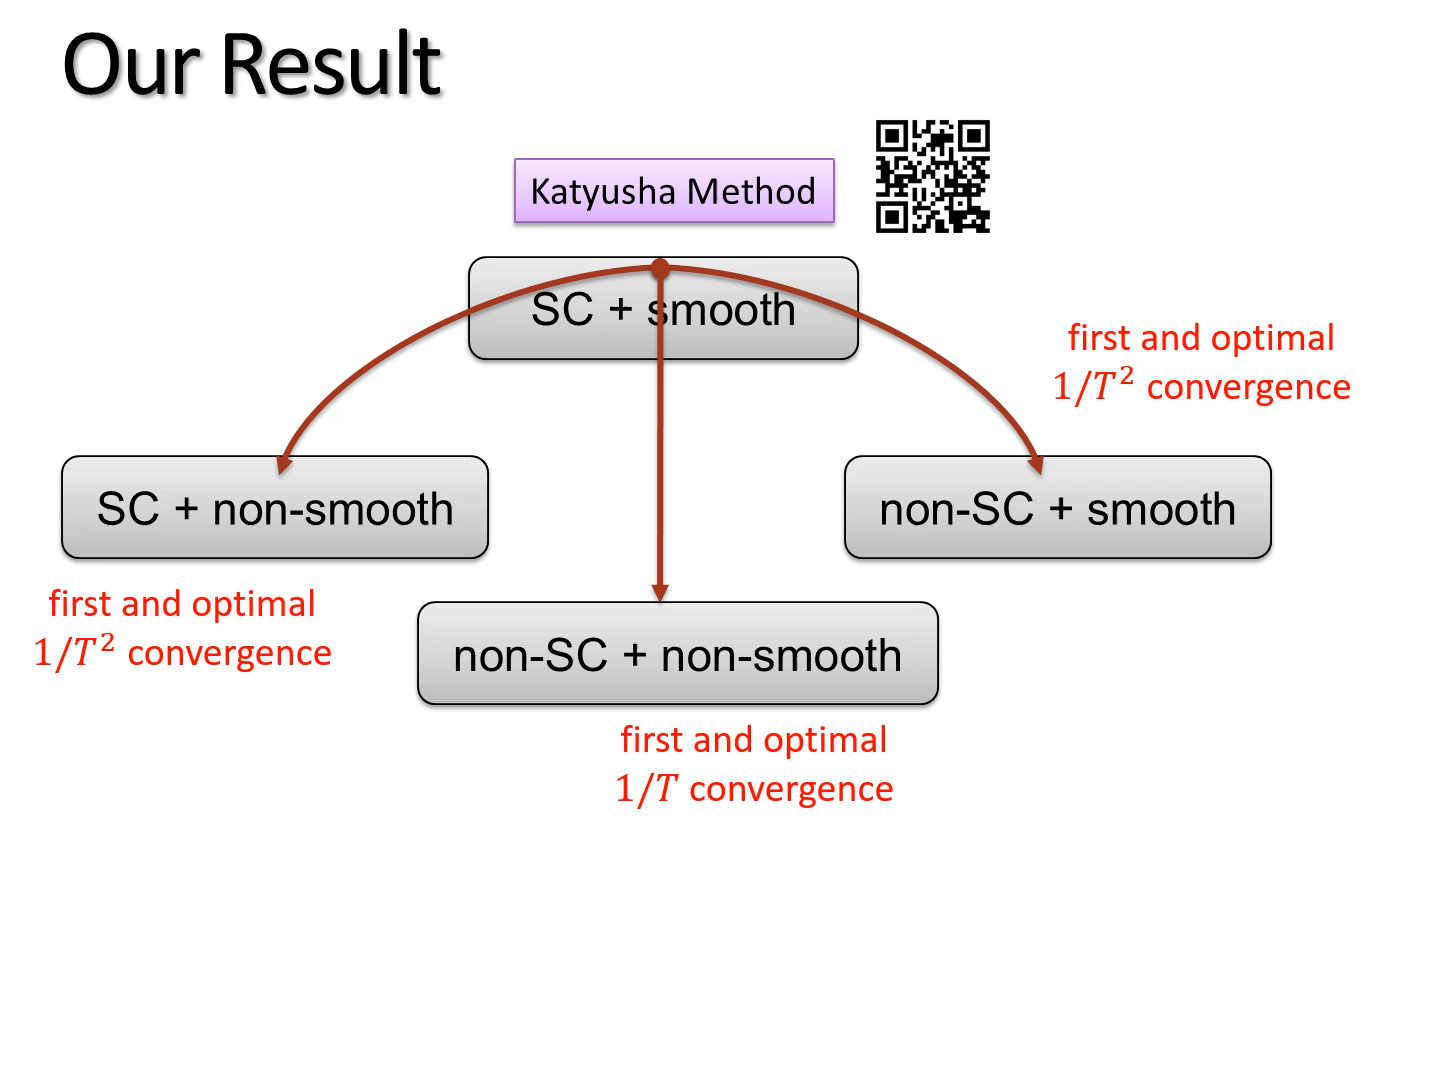 Our Result
Katyusha Method
SC + smooth
first and optimal
1/T² convergence
SC + non-smooth
non-SC + smooth
first and optimal
1/T² convergence
non-SC + non-smooth
first and optimal
1/T convergence